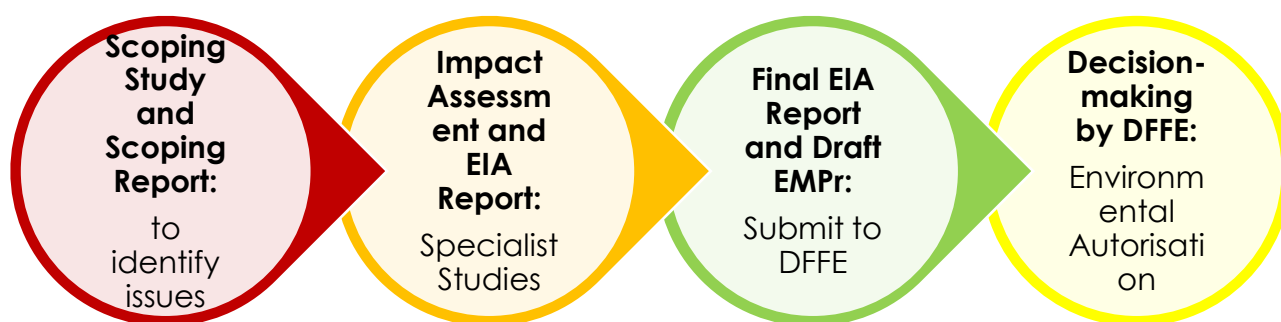 Scoping
Study
and
Scoping
Report:
to
identify
issues
Impact
Assessm
ent and
EIA
Report:
Specialist
Studies
Final EIA
Report
and Draft
EMPr:
Submit to
DFFE
Decision-
making
by DFFE:
Environm
ental
Autorisati
on